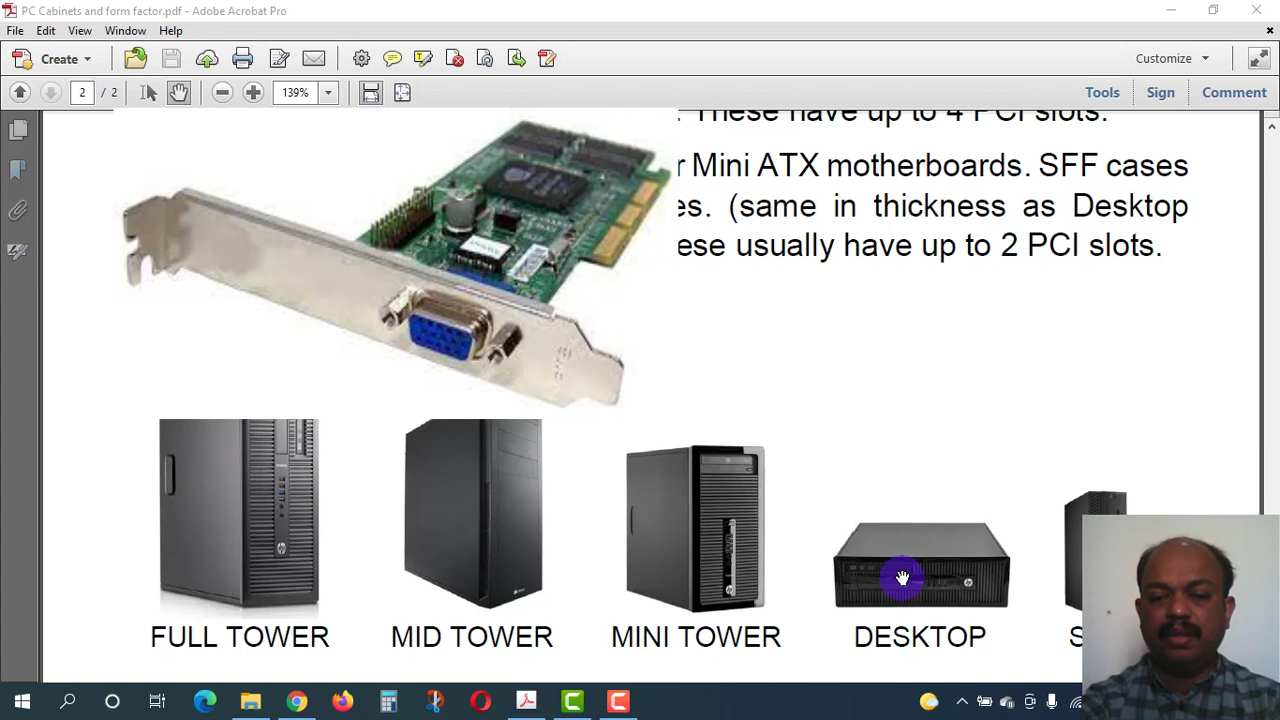 PC Cabinets and form factor.pdf - Adobe Acrobat Pro
File Edit View Window Help
Create Customize
2 / 2 139% Tools Sign Comment
. These have up to 4 PCI slots.
r Mini ATX motherboards. SFF cases
es. (same in thickness as Desktop
ese usually have up to 2 PCI slots.
FULL TOWER MID TOWER MINI TOWER DESKTOP S